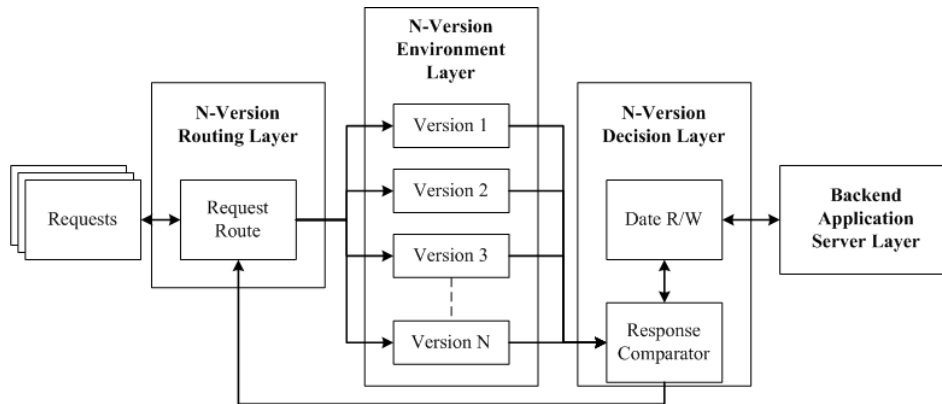 Requests
N-Version
Routing Layer
Request
Route
N-Version
Environment
Layer
Version 1
Version 2
Version 3
Version N
N-Version
Decision Layer
Date R/W
Response
Comparator
Backend
Application
Server Layer